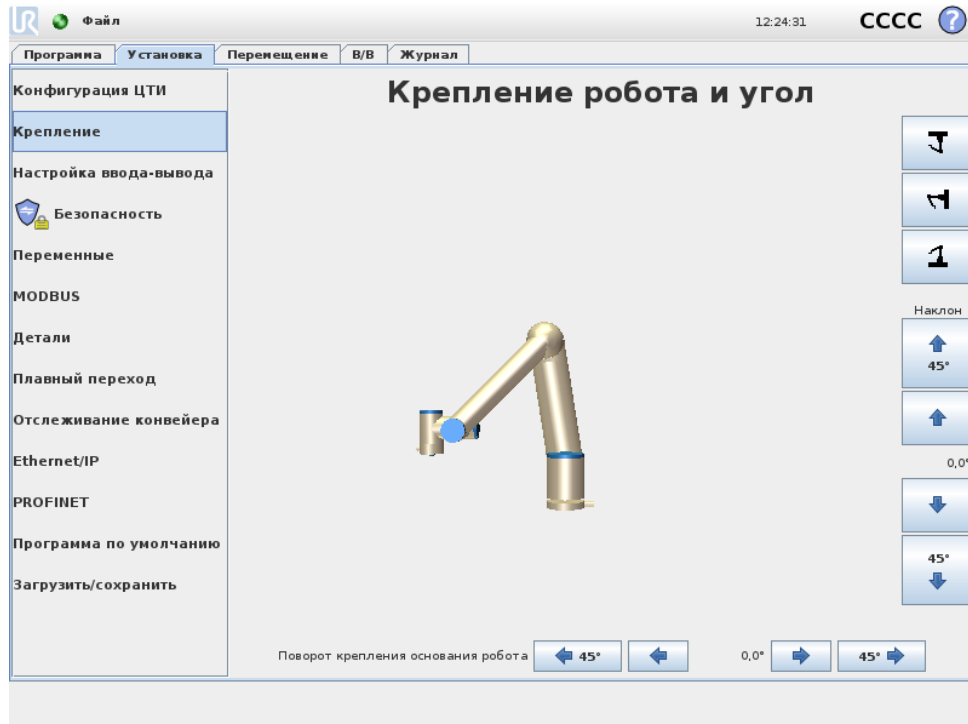 UR Файл 12:24:31 CCCC ?
Программа Установка Перемещение В/В Журнал
Конфигурация ЦТИ
Крепление
Настройка ввода-вывода
Безопасность
Переменные
MODBUS
Детали
Плавный переход
Отслеживание конвейера
Ethernet/IP
PROFINET
Программа по умолчанию
Загрузить/сохранить
Крепление робота и угол
Наклон
45°
0,0°
45°
Поворот крепления основания робота 45° 0,0° 45°